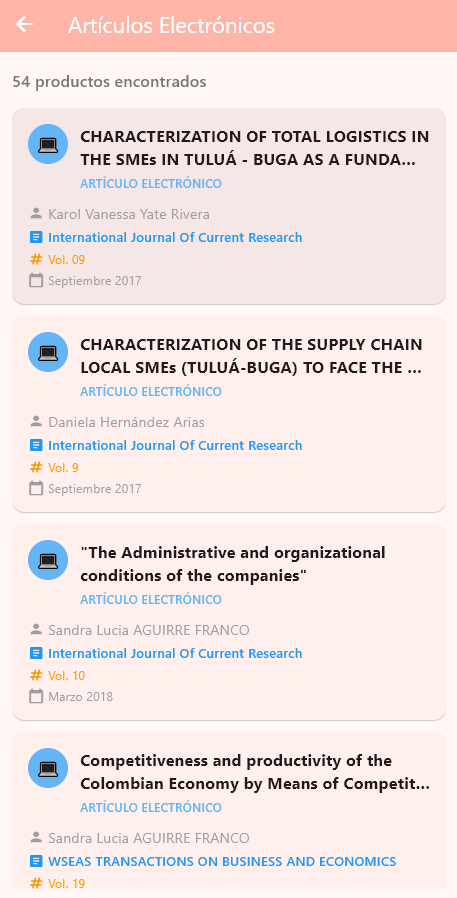 Artículos Electrónicos
54 productos encontrados
CHARACTERIZATION OF TOTAL LOGISTICS IN
THE SMEs IN TULUÁ - BUGA AS A FUNDA...
ARTÍCULO ELECTRÓNICO
Karol Vanessa Yate Rivera
International Journal Of Current Research
# Vol. 09
Septiembre 2017
CHARACTERIZATION OF THE SUPPLY CHAIN
LOCAL SMEs (TULUÁ-BUGA) TO FACE THE ...
ARTÍCULO ELECTRÓNICO
Daniela Hernández Arias
International Journal Of Current Research
# Vol. 9
Septiembre 2017
"The Administrative and organizational
conditions of the companies"
ARTÍCULO ELECTRÓNICO
Sandra Lucia AGUIRRE FRANCO
International Journal Of Current Research
# Vol. 10
Marzo 2018
Competitiveness and productivity of the
Colombian Economy by Means of Competit...
ARTÍCULO ELECTRÓNICO
Sandra Lucia AGUIRRE FRANCO
WSEAS TRANSACTIONS ON BUSINESS AND ECONOMICS
# Vol. 19